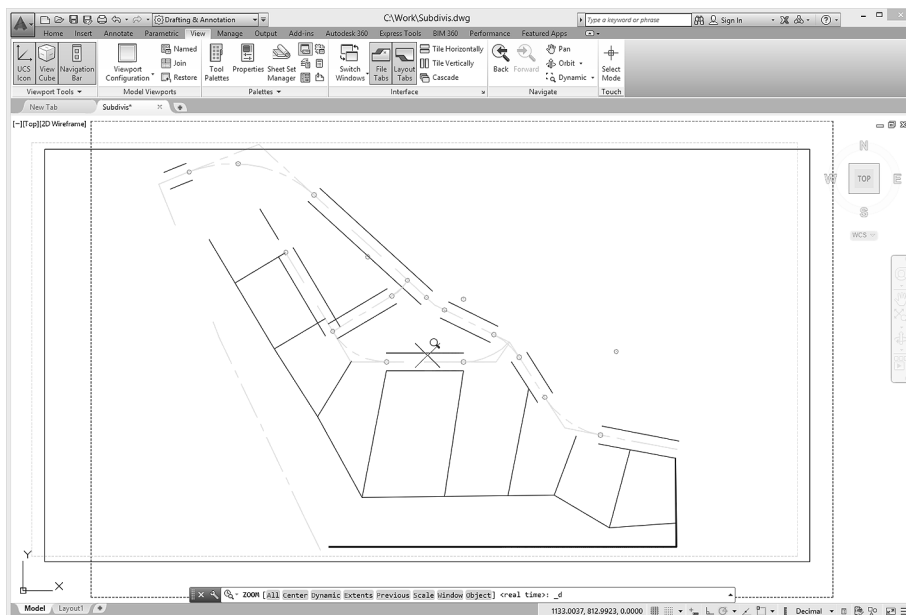 Drafting & Annotation
C:\Work\Subdivis.dwg
Type a keyword or phrase
Sign In
Home Insert Annotate Parametric View Manage Output Add-ins Autodesk 360 Express Tools BIM 360 Performance Featured Apps
UCS Icon
View Cube
Navigation Bar
Viewport Tools
Viewport Configuration
Named
Join
Restore
Model Viewports
Tool Palettes
Properties
Sheet Set Manager
Palettes
Switch Windows
File Tabs
Layout Tabs
Tile Horizontally
Tile Vertically
Cascade
Interface
Back
Forward
Pan
Orbit
Dynamic
Navigate
Select Mode
Touch
New Tab
Subdivis*
[−][Top][2D Wireframe]
N
W TOP E
S
WCS
Y
X
ZOOM [All Center Dynamic Extents Previous Scale Window Object] <real time>: _d
Model Layout1
1133.0037, 812.9923, 0.0000
Decimal